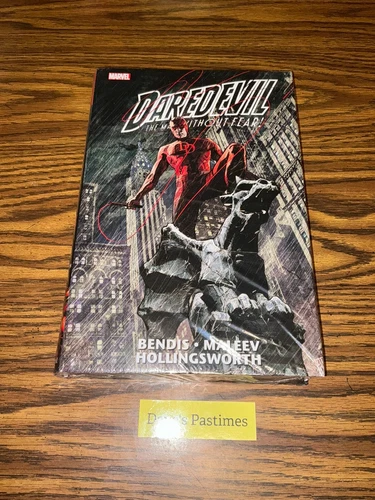 MARVEL
DAREDEVIL
THE MAN WITHOUT FEAR!
BENDIS • MALEEV
HOLLINGSWORTH
Pastimes